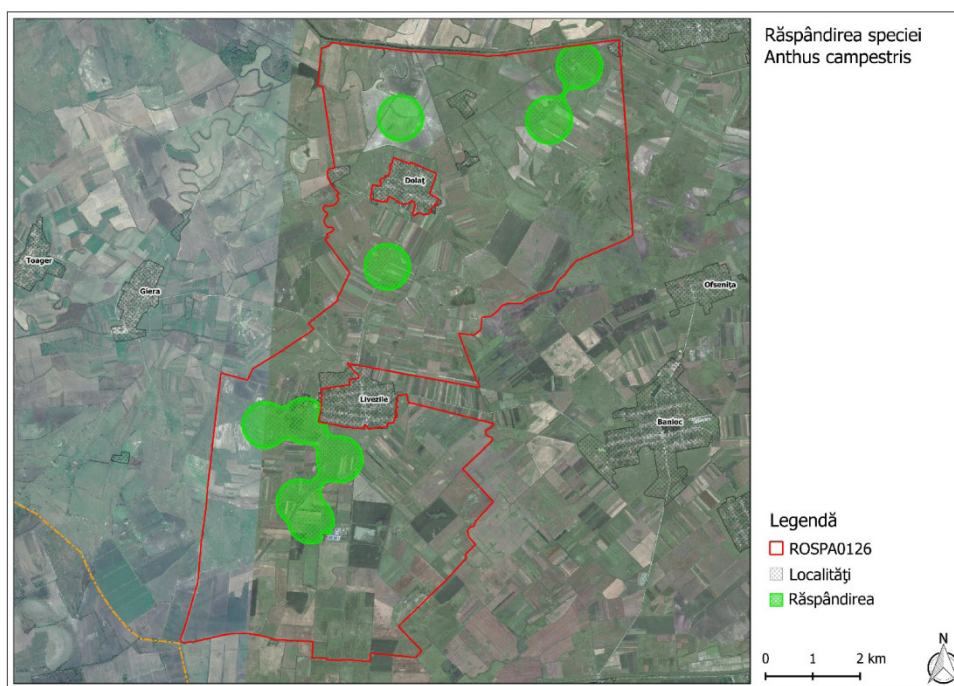 Răspândirea speciei
Anthus campestris
Dolaț
Toager
Giera
Ofsenița
Livezile
Banloc
Legendă
ROSPA0126
Localități
Răspândirea
N
0 1 2 km